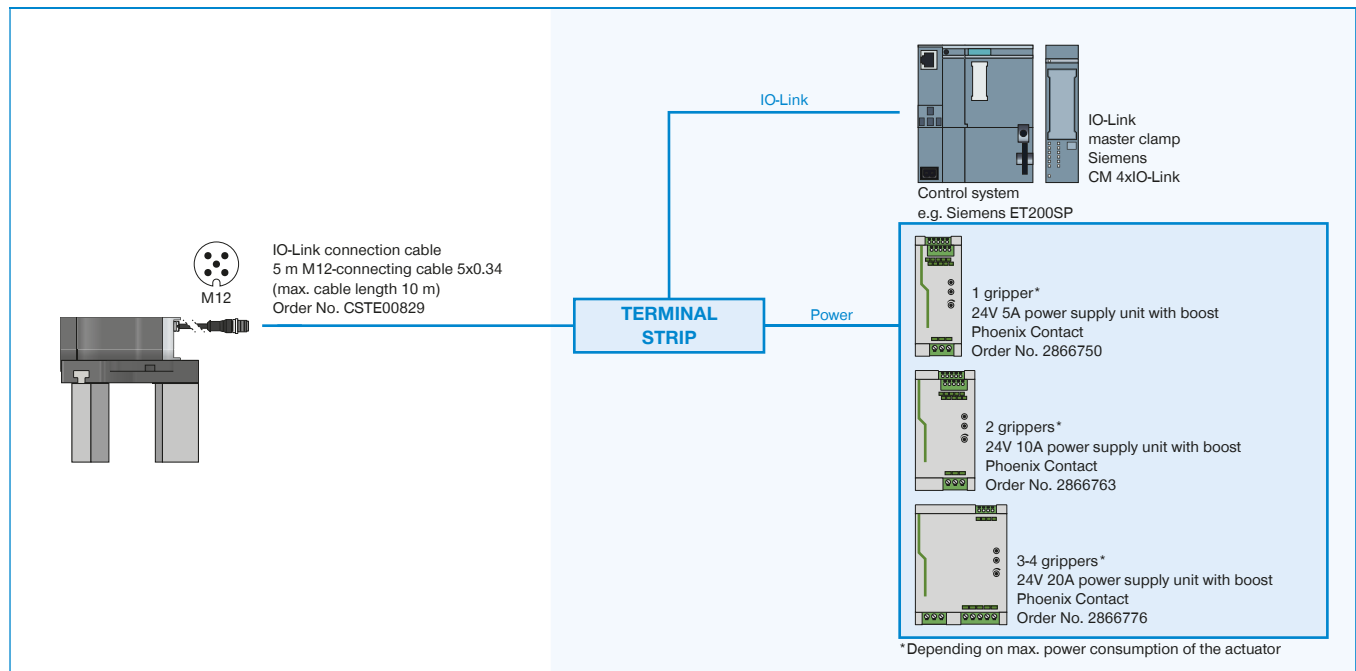 IO-Link
IO-Link
master clamp
Siemens
CM 4xIO-Link
Control system
e.g. Siemens ET200SP
M12
IO-Link connection cable
5 m M12-connecting cable 5x0.34
(max. cable length 10 m)
Order No. CSTE00829
TERMINAL
STRIP
Power
1 gripper*
24V 5A power supply unit with boost
Phoenix Contact
Order No. 2866750
2 grippers*
24V 10A power supply unit with boost
Phoenix Contact
Order No. 2866763
3-4 grippers*
24V 20A power supply unit with boost
Phoenix Contact
Order No. 2866776
*Depending on max. power consumption of the actuator